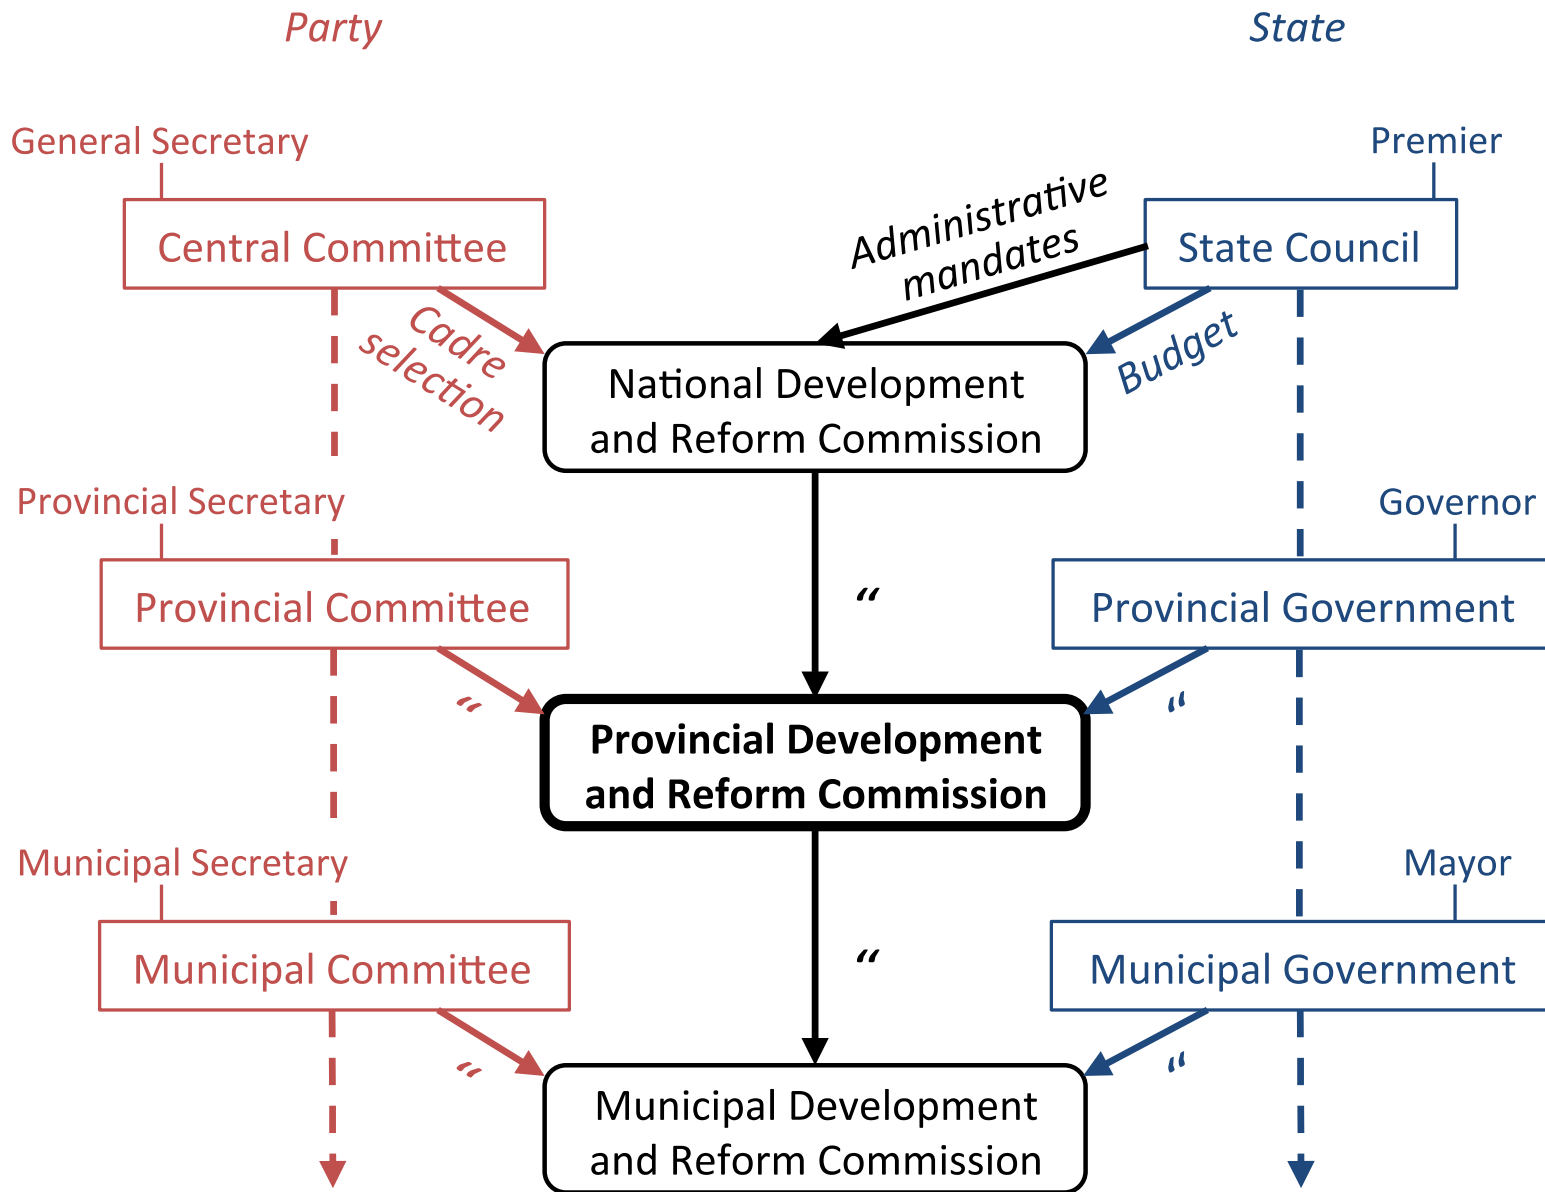 Party
State
General Secretary
Premier
Central Committee
Administrative
mandates
State Council
Cadre
selection
Budget
National Development
and Reform Commission
Provincial Secretary
Governor
Provincial Committee
“
Provincial Government
“
“
Provincial Development
and Reform Commission
Municipal Secretary
Mayor
Municipal Committee
“
Municipal Government
“
“
Municipal Development
and Reform Commission